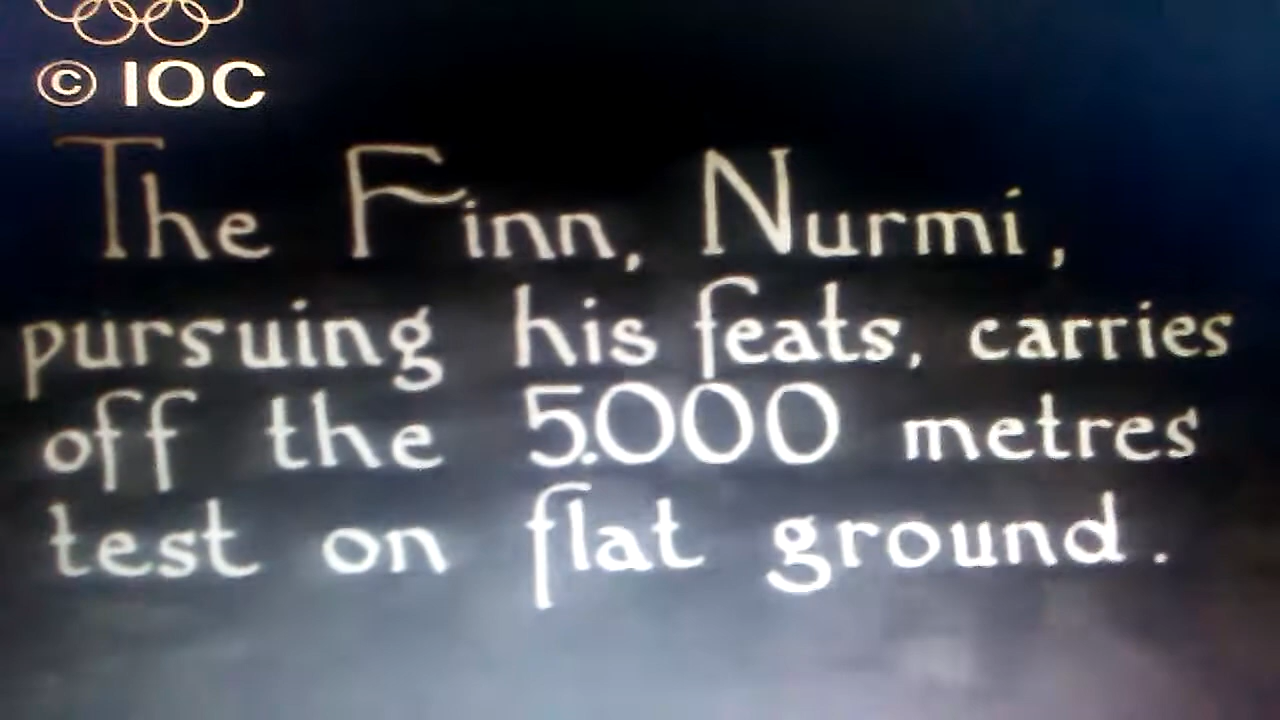 © IOC
The Finn, Nurmi,
pursuing his feats, carries
off the 5.000 metres
test on flat ground.